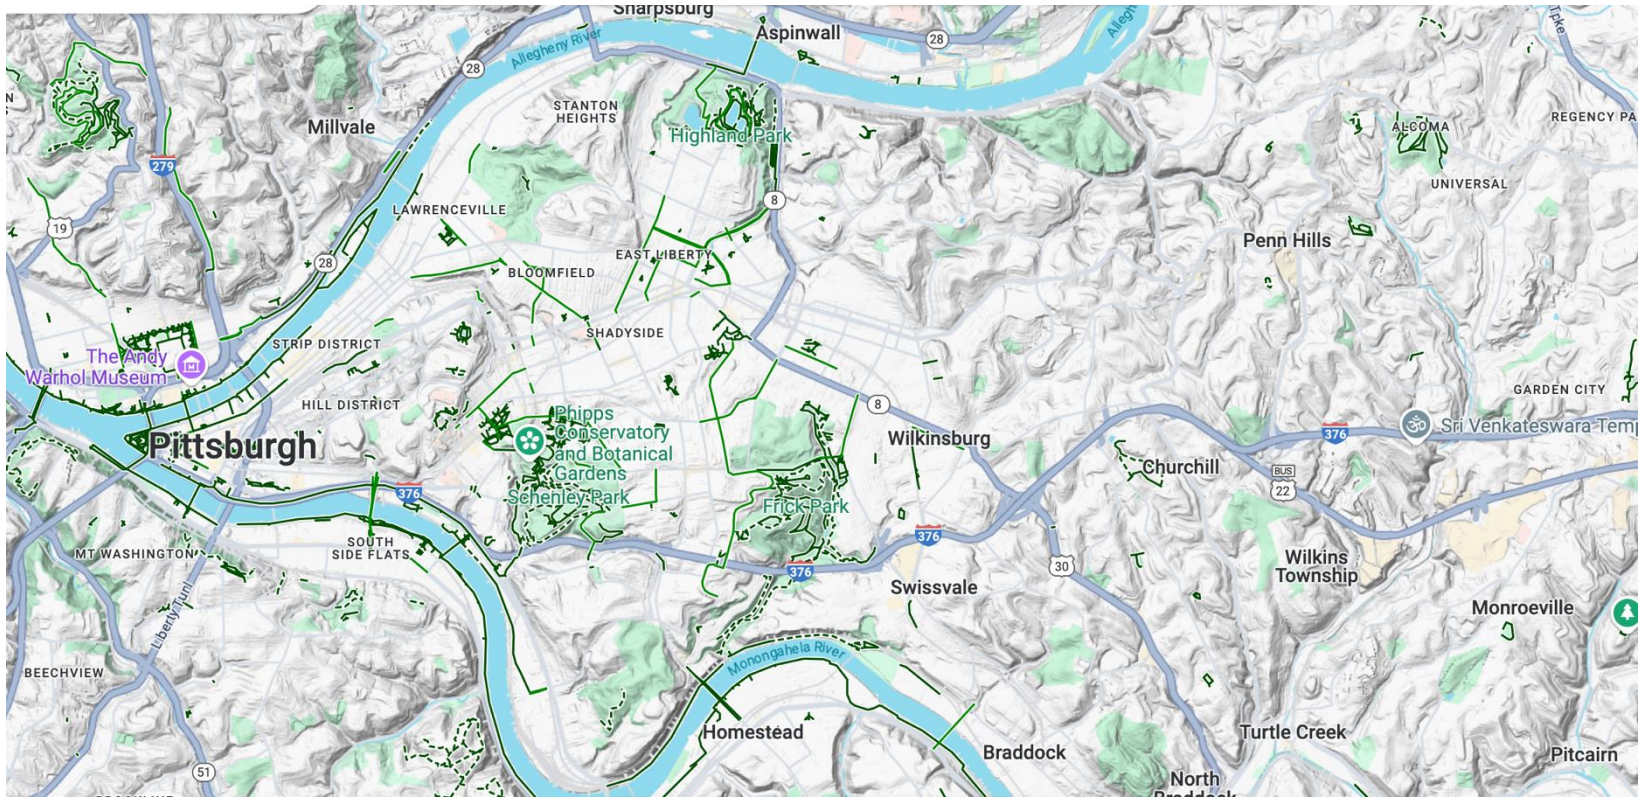 Sharpsburg
Aspinwall
28
Allegheny River
Allegh
Tipke
28
STANTON
HEIGHTS
Millvale
Highland Park
ALCOMA
REGENCY PA
N
279
LAWRENCEVILLE
8
UNIVERSAL
19
28
EAST LIBERTY
BLOOMFIELD
Penn Hills
STRIP DISTRICT
SHADYSIDE
The Andy
Warhol Museum
M
HILL DISTRICT
Phipps
Conservatory
and Botanical
Gardens
8
GARDEN CITY
Pittsburgh
Wilkinsburg
376
Sri Venkateswara Temp
Churchill
BUS
22
376
Schenley Park
Frick Park
376
SOUTH
SIDE FLATS
MT WASHINGTON
376
30
Wilkins
Township
Swissvale
Liberty Tunl
Monroeville
BEECHVIEW
Monongahela River
Homestead
Braddock
Turtle Creek
Pitcairn
51
North
Braddock